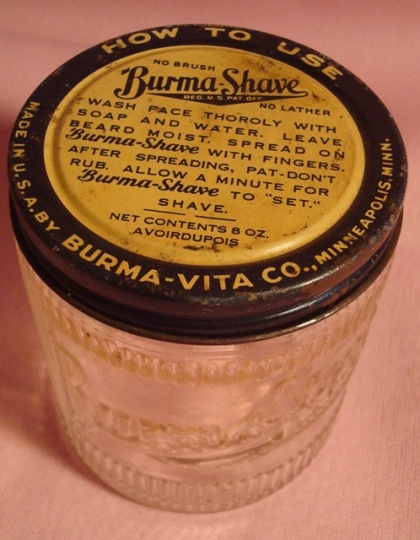 HOW TO USE
NO BRUSH
Burma-Shave
REG. U.S. PAT. OFF.
NO LATHER
WASH FACE THOROLY WITH
SOAP AND WATER. LEAVE
BEARD MOIST. SPREAD ON
Burma-Shave WITH FINGERS.
AFTER SPREADING, PAT-DON'T
RUB. ALLOW A MINUTE FOR
Burma-Shave TO "SET."
SHAVE.
NET CONTENTS 8 OZ.
AVOIRDUPOIS
MADE IN U.S.A. BY BURMA-VITA CO., MINNEAPOLIS, MINN.
Burma-Shave